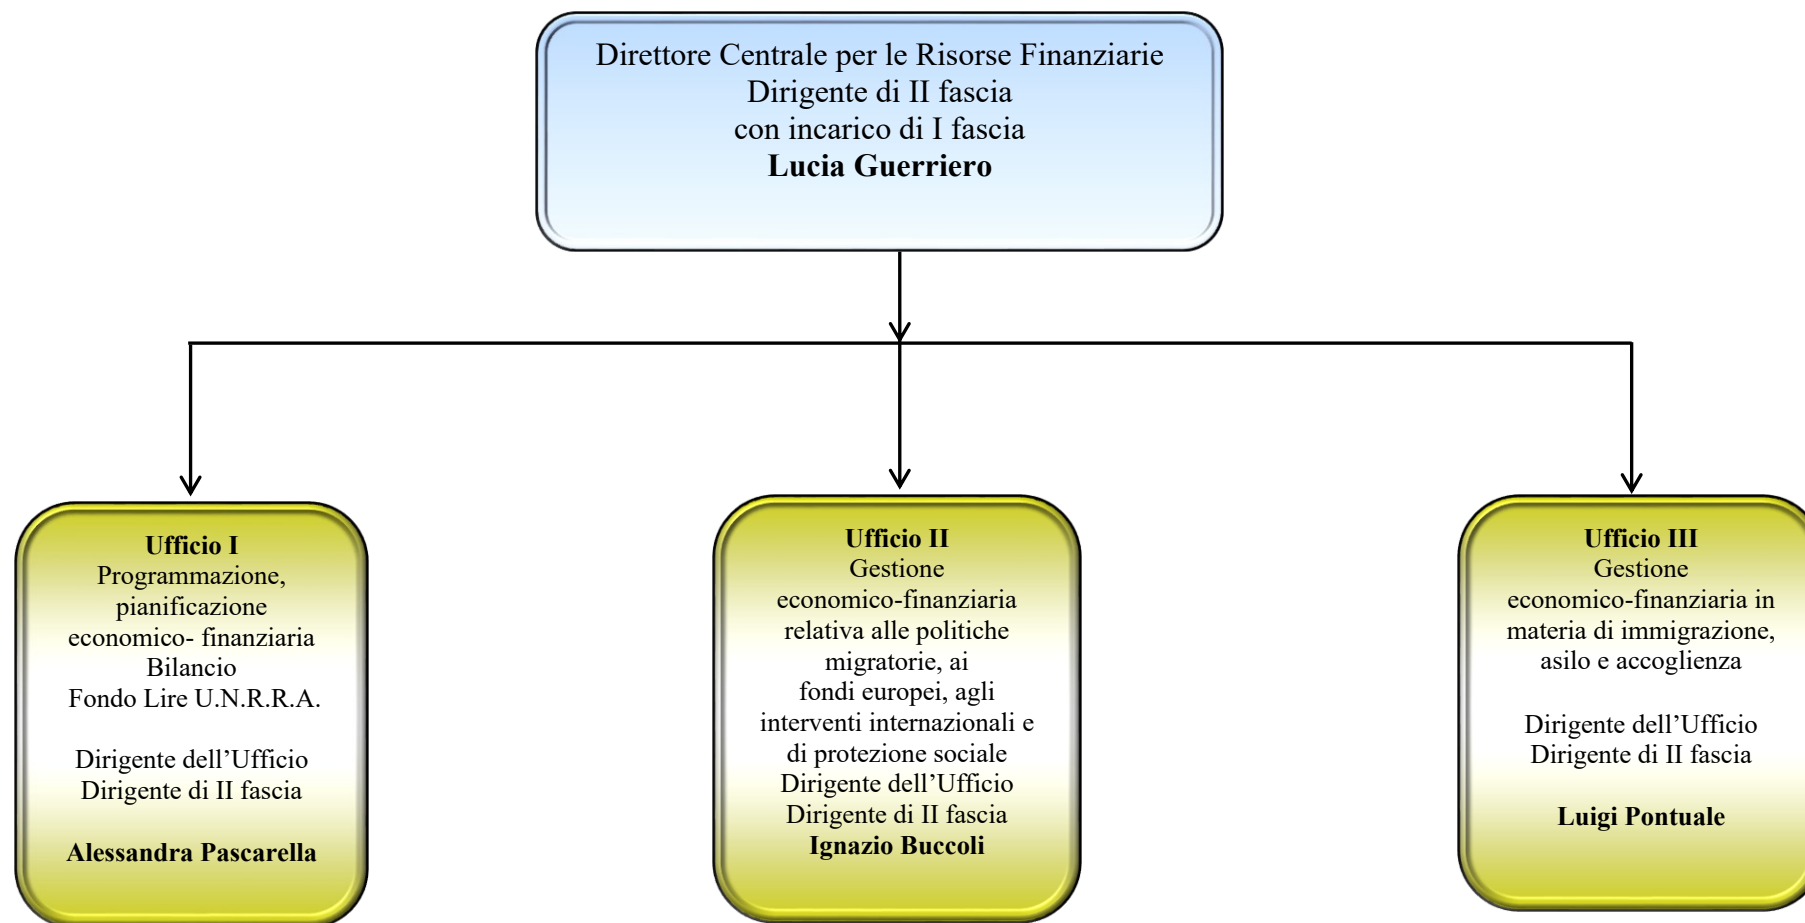 Direttore Centrale per le Risorse Finanziarie
Dirigente di II fascia
con incarico di I fascia
Lucia Guerriero
Ufficio I
Programmazione,
pianificazione
economico- finanziaria
Bilancio
Fondo Lire U.N.R.R.A.
Dirigente dell’Ufficio
Dirigente di II fascia
Alessandra Pascarella
Ufficio II
Gestione
economico-finanziaria
relativa alle politiche
migratorie, ai
fondi europei, agli
interventi internazionali e
di protezione sociale
Dirigente dell’Ufficio
Dirigente di II fascia
Ignazio Buccoli
Ufficio III
Gestione
economico-finanziaria in
materia di immigrazione,
asilo e accoglienza
Dirigente dell’Ufficio
Dirigente di II fascia
Luigi Pontuale